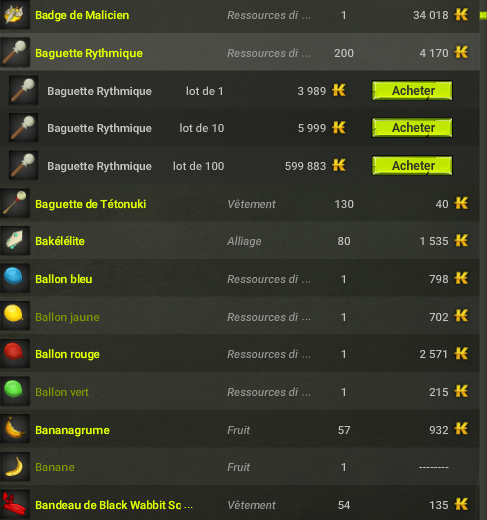 Badge de Malicien Ressources di ... 1 34 018
Baguette Rythmique Ressources di ... 200 4 170
Baguette Rythmique lot de 1 3 989 Acheter
Baguette Rythmique lot de 10 5 999 Acheter
Baguette Rythmique lot de 100 599 883 Acheter
Baguette de Tétonuki Vêtement 130 40
Bakélélite Alliage 80 1 535
Ballon bleu Ressources di ... 1 798
Ballon jaune Ressources di ... 1 702
Ballon rouge Ressources di ... 1 2 571
Ballon vert Ressources di ... 1 215
Bananagrume Fruit 57 932
Banane Fruit 1 --------
Bandeau de Black Wabbit Sq ... Vêtement 54 135